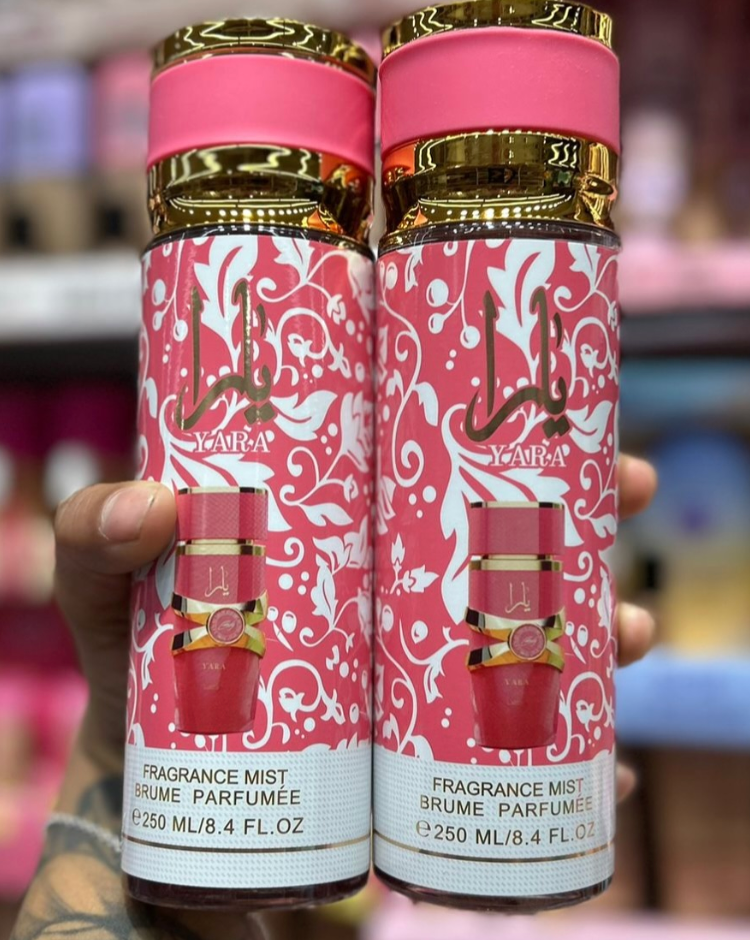 يارا
YARA
يارا
YARA
FRAGRANCE MIST
BRUME PARFUMÉE
℮250 ML/8.4 FL.OZ
يارا
YARA
يارا
YARA
FRAGRANCE MIST
BRUME PARFUMÉE
℮250 ML/8.4 FL.OZ